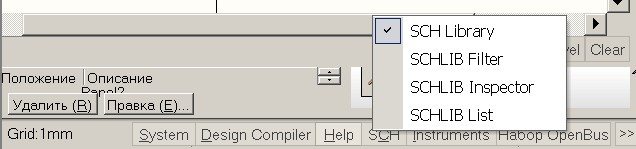 SCH Library
SCHLIB Filter
SCHLIB Inspector
SCHLIB List
Clear
Положение Описание
Удалить (R) Правка (E)...
Grid:1mm System Design Compiler Help SCH Instruments Набор OpenBus >>